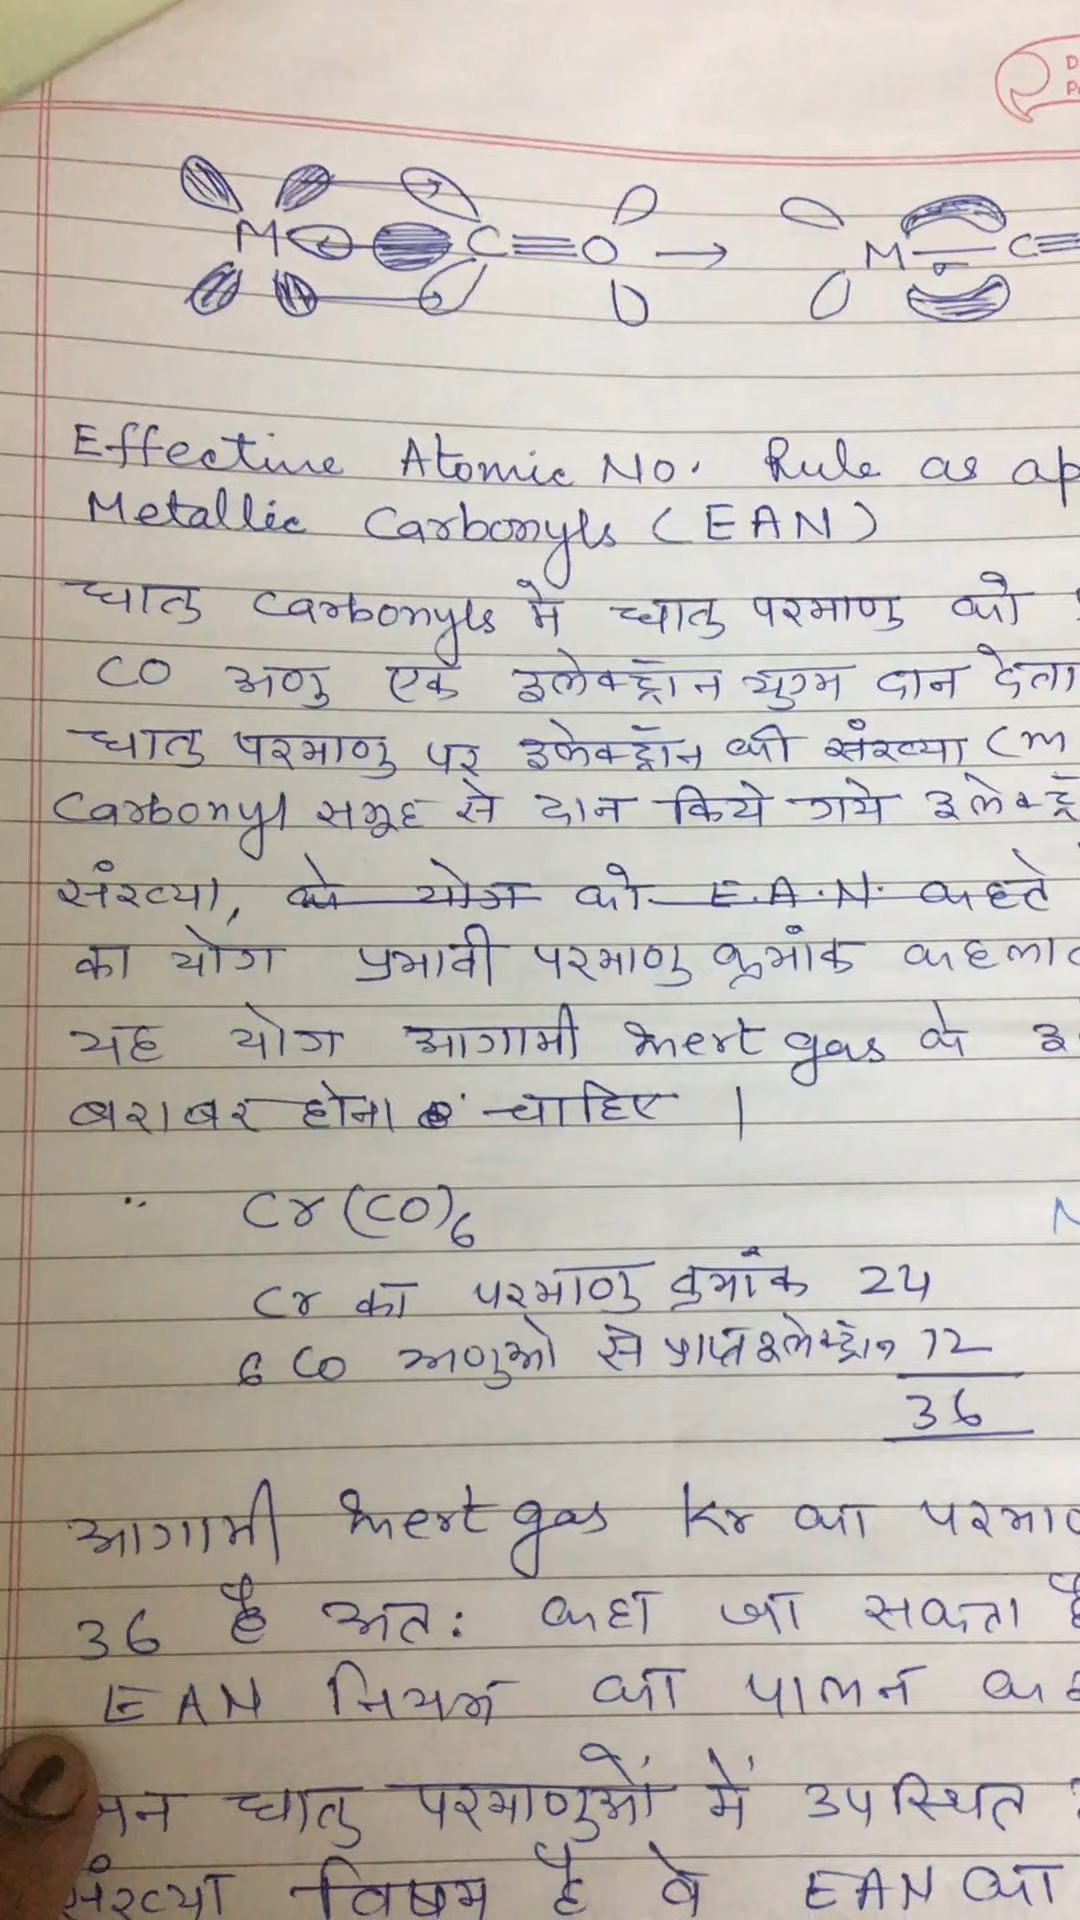 D
P
M C≡O → M — C≡
σ
Effective Atomic No. Rule as ap
Metallic Carbonyls (EAN)
धातु Carbonyls में धातु परमाणु को
CO अणु एक इलेक्ट्रॉन युग्म दान देता
धातु परमाणु पर इलेक्ट्रॉन की संख्या (m
Carbonyl समूह से दान किये गये इलेक्ट्र
संख्या, के योग को E.A.N. कहते
का योग प्रभावी परमाणु क्रमांक कहला
यह योग आगामी inert gas के इ
बराबर होना चाहिए |
Cr(CO)6
N
Cr का परमाणु क्रमांक 24
6 CO अणुओं से प्राप्त इलेक्ट्रॉन 12
36
आगामी inert gas Kr का परमा
36 है अत: कहा जा सकता है
EAN नियम का पालन क
जिन धातु परमाणुओं में उपस्थित
संख्या विषम है वे EAN का